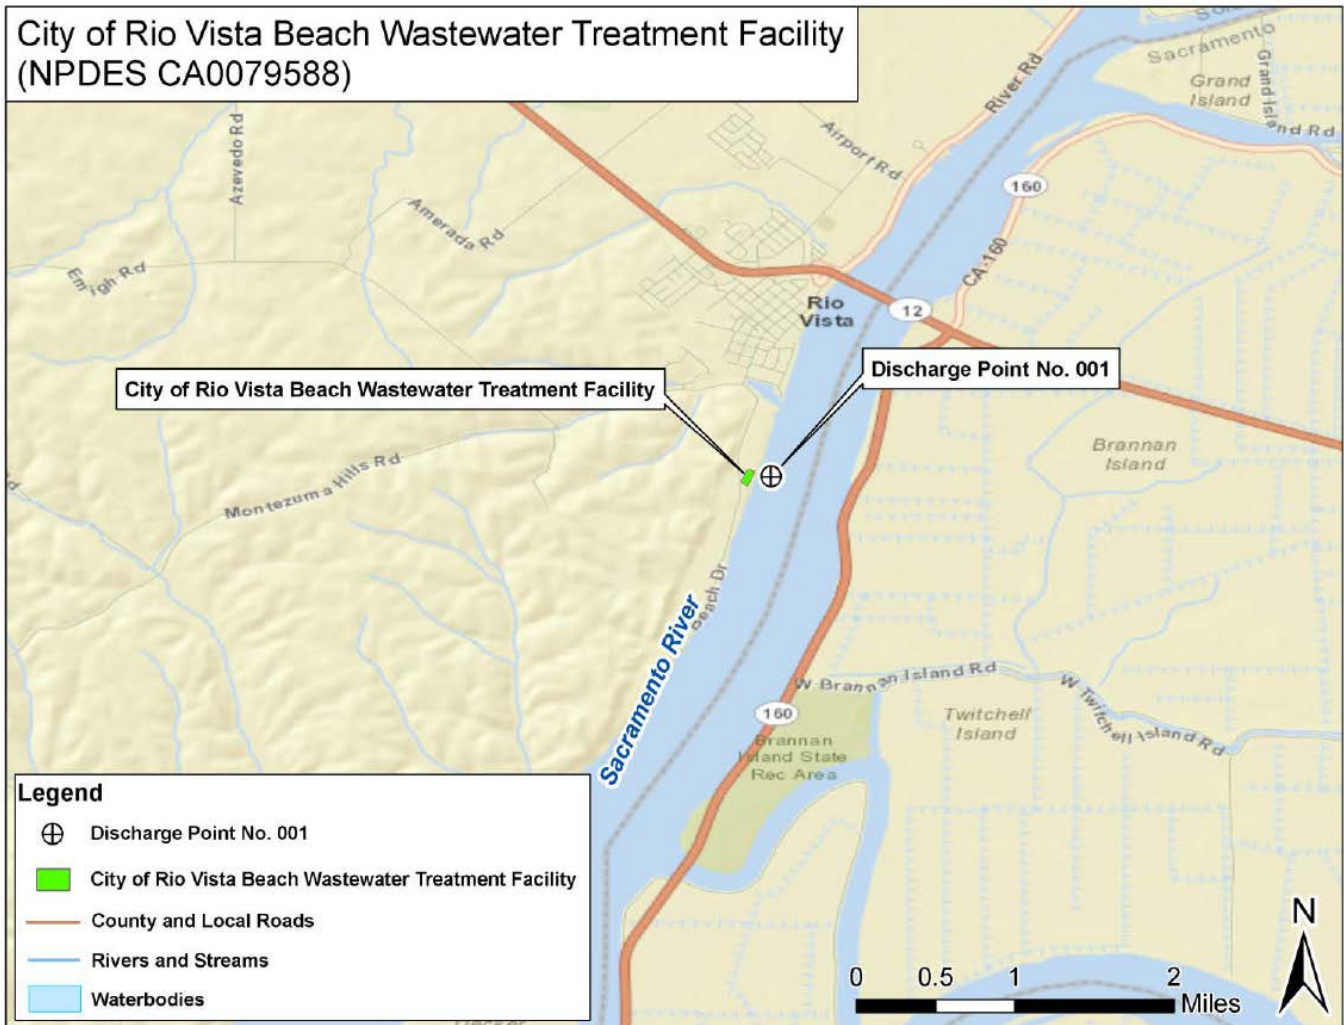 City of Rio Vista Beach Wastewater Treatment Facility
(NPDES CA0079588)
Sacramento
Grand
Island
Grand Island Rd
River Rd
Airport Rd
Azevedo Rd
Amerada Rd
Emigh Rd
160
CA-160
12
Rio
Vista
City of Rio Vista Beach Wastewater Treatment Facility
Discharge Point No. 001
Brannan
Island
Montezuma Hills Rd
Beach Dr
Sacramento River
W Brannan Island Rd
W Twitchell Island Rd
Twitchell
Island
160
Brannan
Island State
Rec Area
Legend
Discharge Point No. 001
City of Rio Vista Beach Wastewater Treatment Facility
County and Local Roads
Rivers and Streams
Waterbodies
N
0 0.5 1 2
Miles